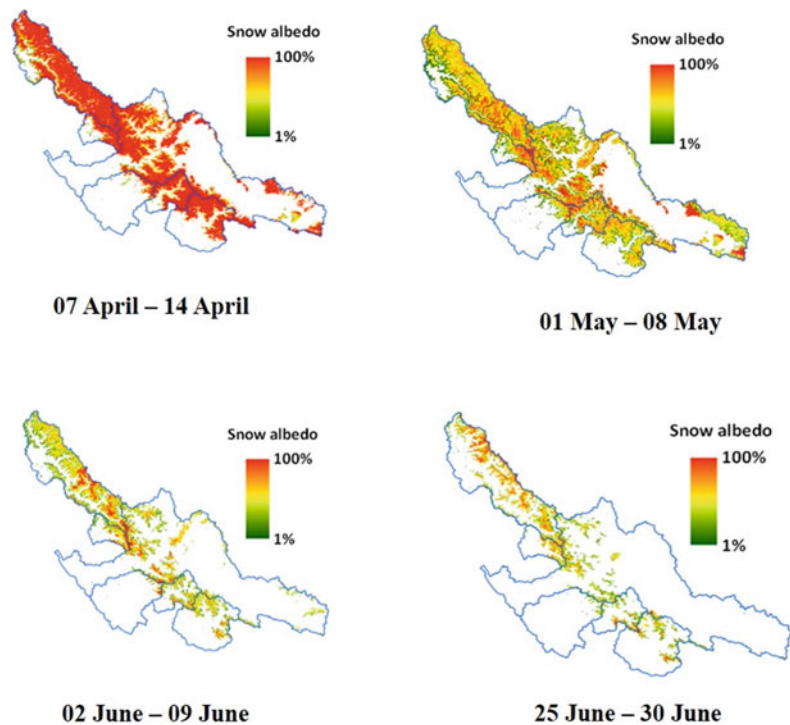 Snow albedo
100%
1%
07 April – 14 April
Snow albedo
100%
1%
01 May – 08 May
Snow albedo
100%
1%
02 June – 09 June
Snow albedo
100%
1%
25 June – 30 June